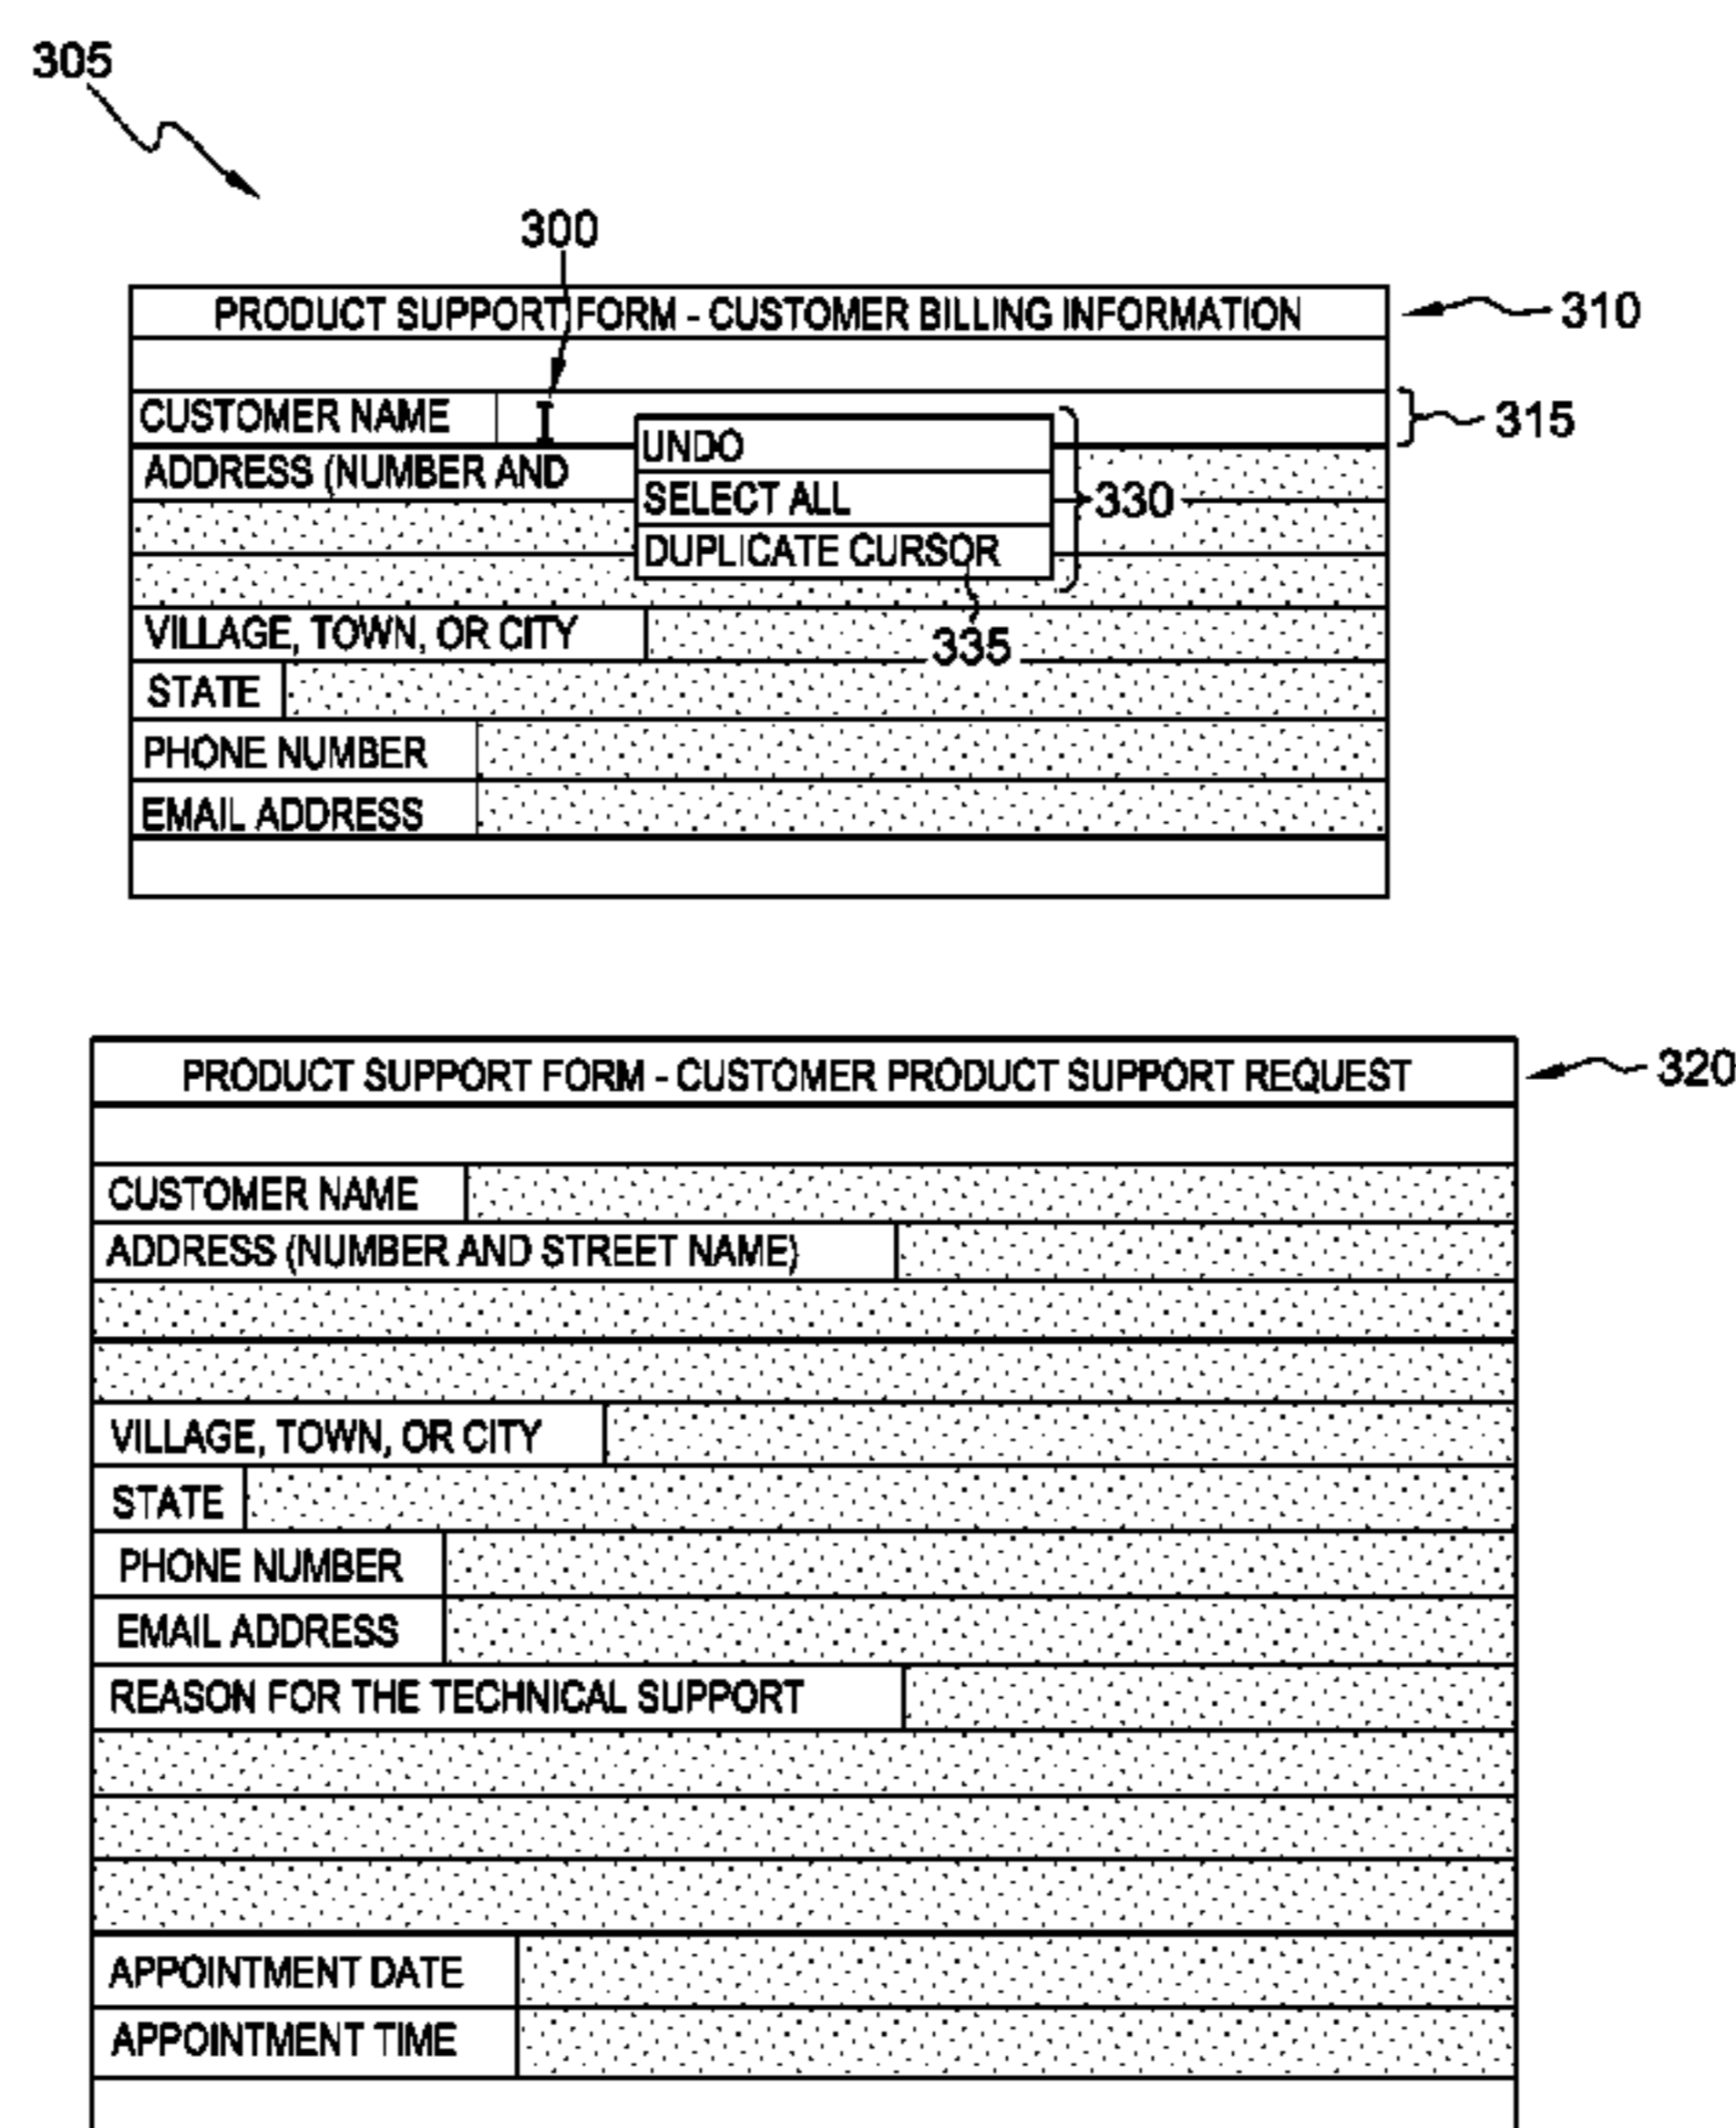 305
300
PRODUCT SUPPORT FORM - CUSTOMER BILLING INFORMATION
310
CUSTOMER NAME
315
ADDRESS (NUMBER AND
UNDO
SELECT ALL
330
DUPLICATE CURSOR
VILLAGE, TOWN, OR CITY
335
STATE
PHONE NUMBER
EMAIL ADDRESS
PRODUCT SUPPORT FORM - CUSTOMER PRODUCT SUPPORT REQUEST
320
CUSTOMER NAME
ADDRESS (NUMBER AND STREET NAME)
VILLAGE, TOWN, OR CITY
STATE
PHONE NUMBER
EMAIL ADDRESS
REASON FOR THE TECHNICAL SUPPORT
APPOINTMENT DATE
APPOINTMENT TIME